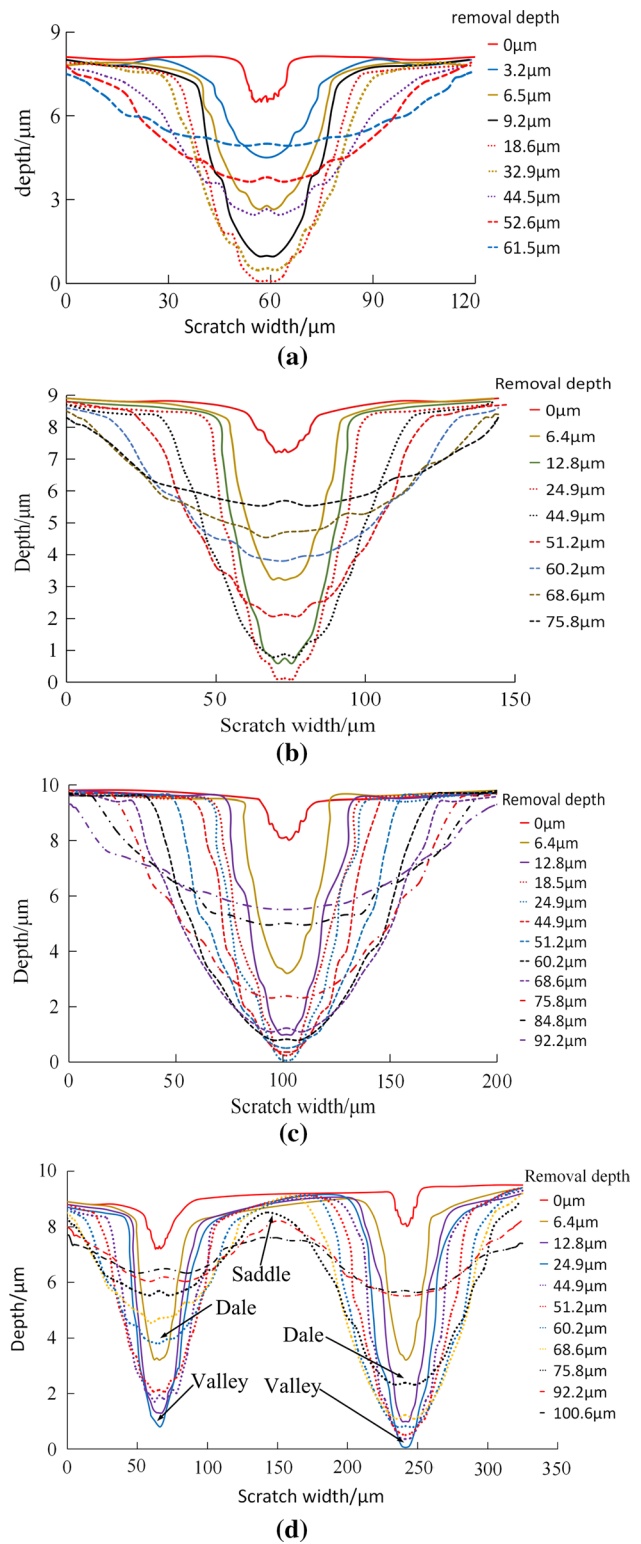 removal depth
9
6
3
0
depth/µm
0 30 60 90 120
Scratch width/µm
0µm
3.2µm
6.5µm
9.2µm
18.6µm
32.9µm
44.5µm
52.6µm
61.5µm
(a)
Removal depth
9
8
7
6
5
4
3
2
1
0
Depth/µm
0 50 100 150
Scratch width/µm
0µm
6.4µm
12.8µm
24.9µm
44.9µm
51.2µm
60.2µm
68.6µm
75.8µm
(b)
10
8
6
4
2
0
Depth/µm
0 50 100 150 200
Scratch width/µm
Removal depth
0µm
6.4µm
12.8µm
18.5µm
24.9µm
44.9µm
51.2µm
60.2µm
68.6µm
75.8µm
84.8µm
92.2µm
(c)
10
8
6
4
2
0
Depth/µm
0 50 100 150 200 250 300 350
Scratch width/µm
Saddle
Dale
Dale
Valley
Valley
Removal depth
0µm
6.4µm
12.8µm
24.9µm
44.9µm
51.2µm
60.2µm
68.6µm
75.8µm
92.2µm
100.6µm
(d)